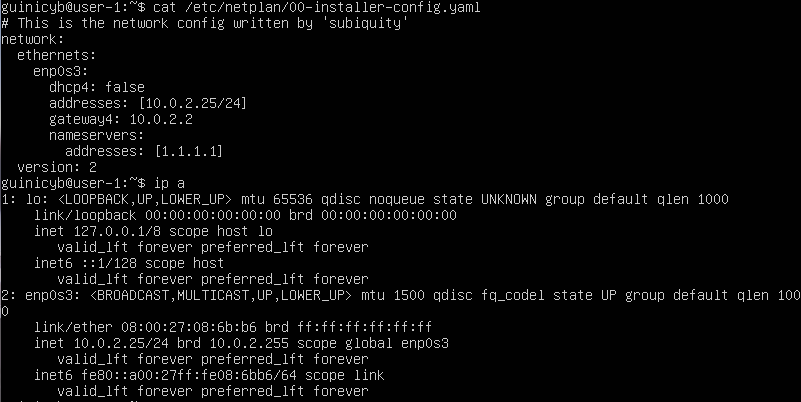 guinicyb@user-1:~$ cat /etc/netplan/00-installer-config.yaml
# This is the network config written by 'subiquity'
network:
  ethernets:
    enp0s3:
      dhcp4: false
      addresses: [10.0.2.25/24]
      gateway4: 10.0.2.2
      nameservers:
        addresses: [1.1.1.1]
  version: 2
guinicyb@user-1:~$ ip a
1: lo: <LOOPBACK,UP,LOWER_UP> mtu 65536 qdisc noqueue state UNKNOWN group default qlen 1000
    link/loopback 00:00:00:00:00:00 brd 00:00:00:00:00:00
    inet 127.0.0.1/8 scope host lo
       valid_lft forever preferred_lft forever
    inet6 ::1/128 scope host
       valid_lft forever preferred_lft forever
2: enp0s3: <BROADCAST,MULTICAST,UP,LOWER_UP> mtu 1500 qdisc fq_codel state UP group default qlen 100
0
    link/ether 08:00:27:08:6b:b6 brd ff:ff:ff:ff:ff:ff
    inet 10.0.2.25/24 brd 10.0.2.255 scope global enp0s3
       valid_lft forever preferred_lft forever
    inet6 fe80::a00:27ff:fe08:6bb6/64 scope link
       valid_lft forever preferred_lft forever